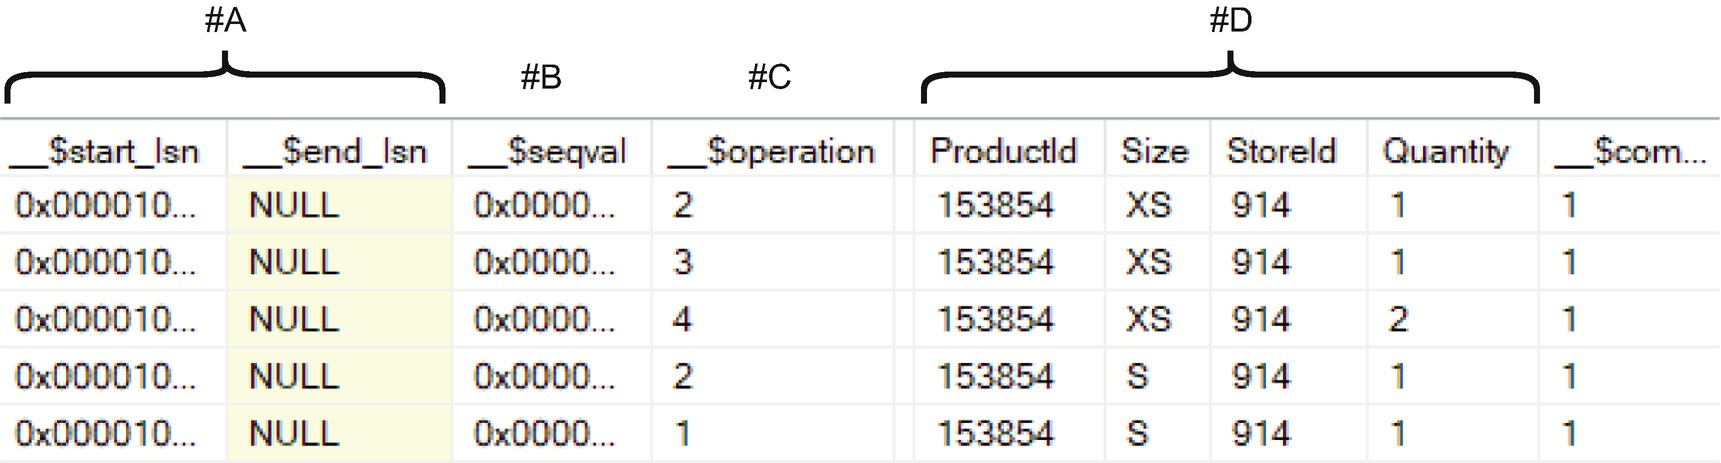 #A #D
#B #C
__$start_lsn __$end_lsn __$seqval __$operation ProductId Size StoreId Quantity __$com...
0x000010... NULL 0x0000... 2 153854 XS 914 1 1
0x000010... NULL 0x0000... 3 153854 XS 914 1 1
0x000010... NULL 0x0000... 4 153854 XS 914 2 1
0x000010... NULL 0x0000... 2 153854 S 914 1 1
0x000010... NULL 0x0000... 1 153854 S 914 1 1